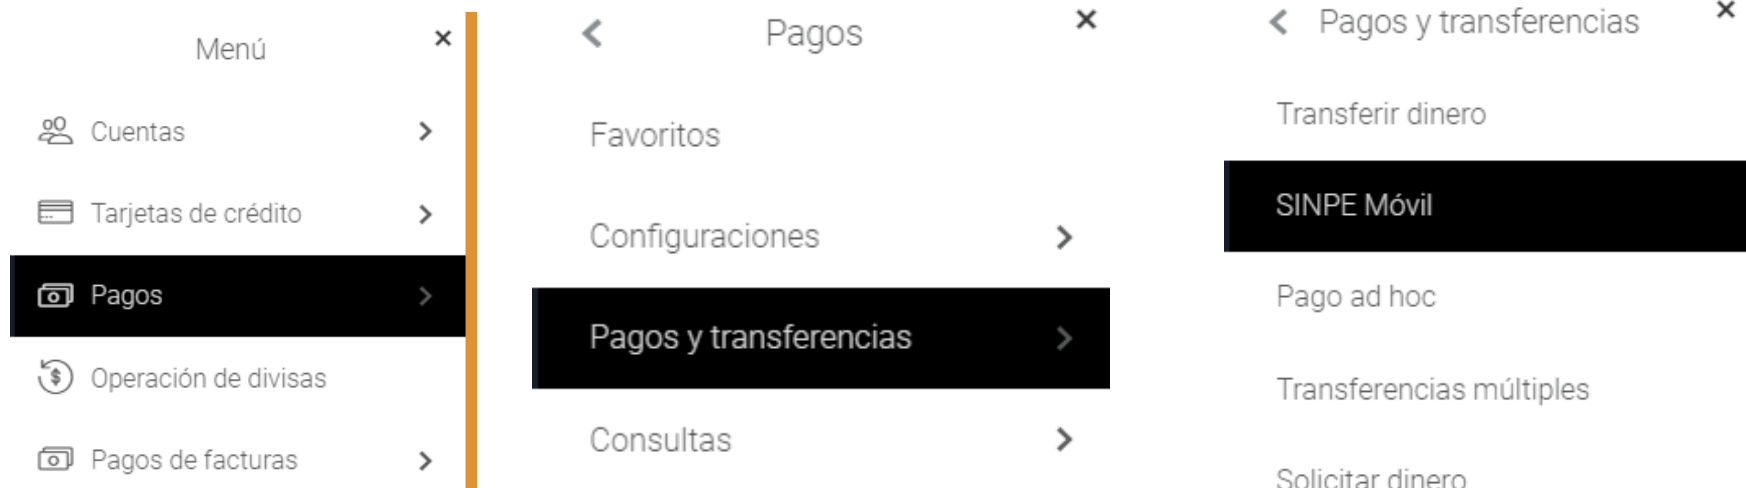 Menú
Cuentas
Tarjetas de crédito
Pagos
Operación de divisas
Pagos de facturas
Pagos
Favoritos
Configuraciones
Pagos y transferencias
Consultas
Pagos y transferencias
Transferir dinero
SINPE Móvil
Pago ad hoc
Transferencias múltiples
Solicitar dinero